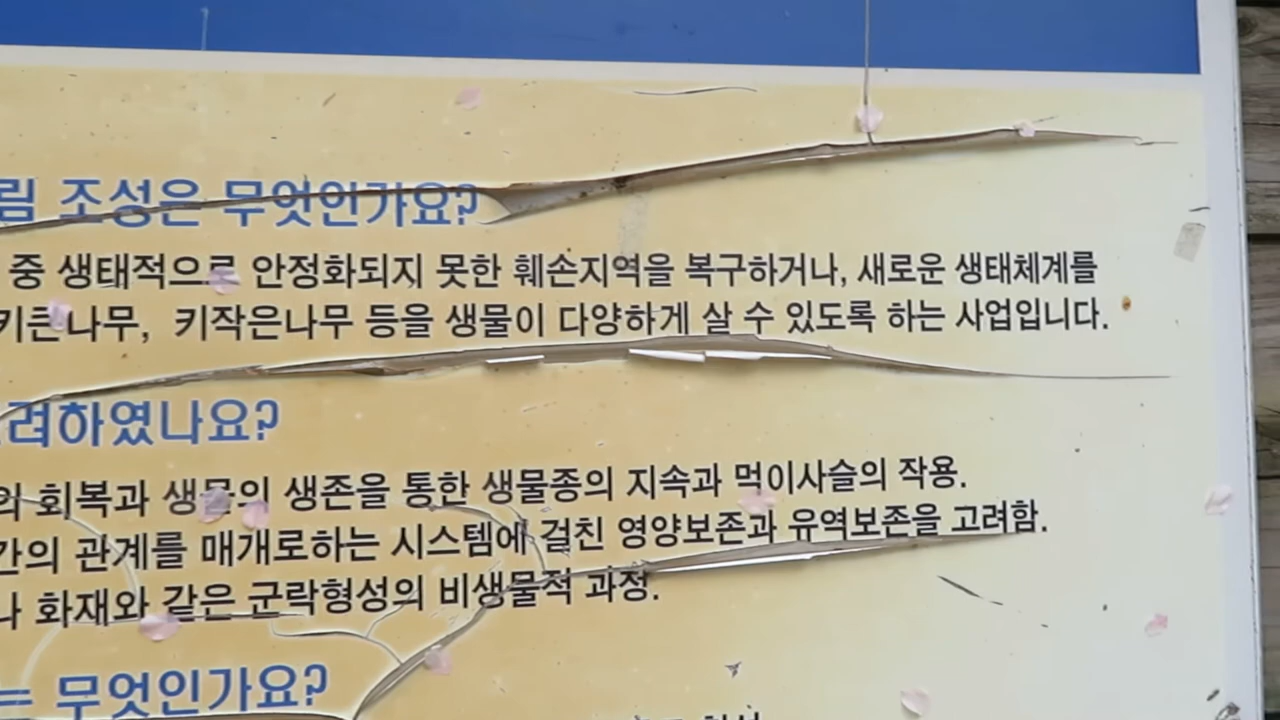 림 조성은 무엇인가요?
중 생태적으로 안정화되지 못한 훼손지역을 복구하거나, 새로운 생태체계를
키큰나무, 키작은나무 등을 생물이 다양하게 살 수 있도록 하는 사업입니다.
려하였나요?
의 회복과 생물의 생존을 통한 생물종의 지속과 먹이사슬의 작용.
간의 관계를 매개로하는 시스템에 걸친 영양보존과 유역보존을 고려함.
나 화재와 같은 군락형성의 비생물적 과정.
는 무엇인가요?